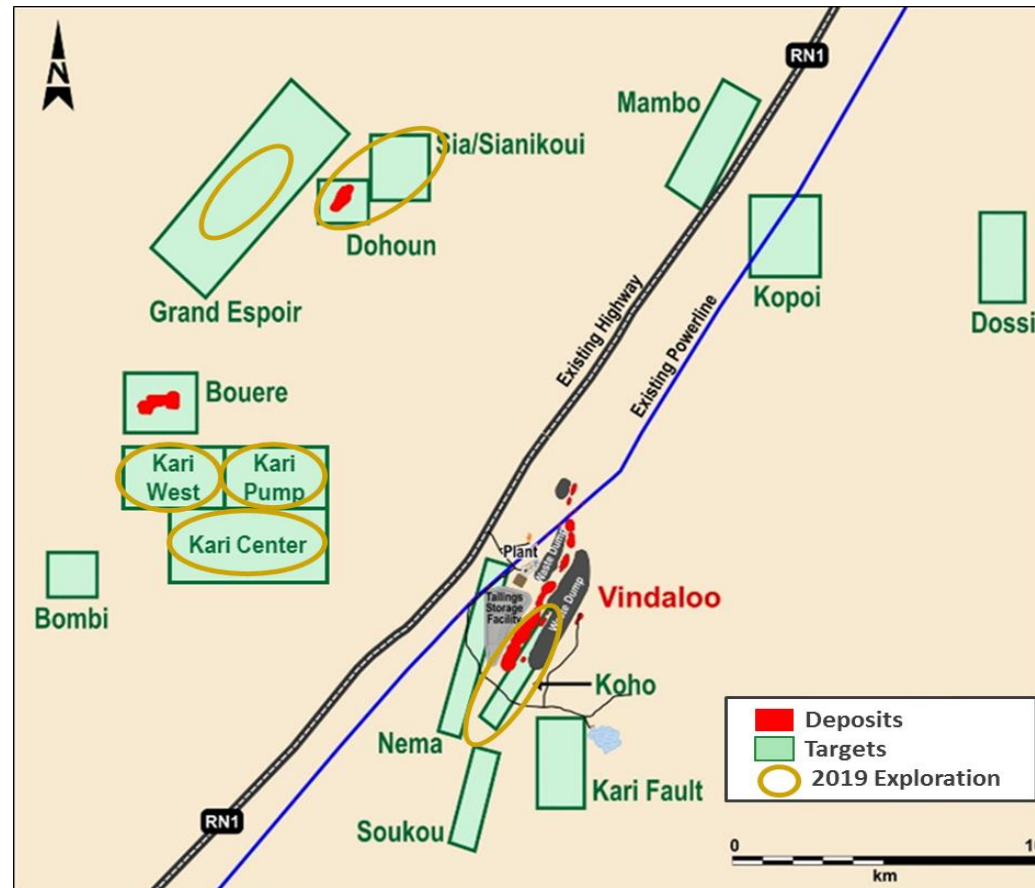 N
RN1
Mambo
Sia/Sianikoui
Dohoun
Grand Espoir
Kopoi
Dossi
Existing Highway
Existing Powerline
Bouere
Kari
West
Kari
Pump
Kari Center
Bombi
Plant
Waste Dump
Tailings
Storage
Facility
Waste Dump
Vindaloo
Koho
Nema
Kari Fault
Soukou
RN1
Deposits
Targets
2019 Exploration
0
km